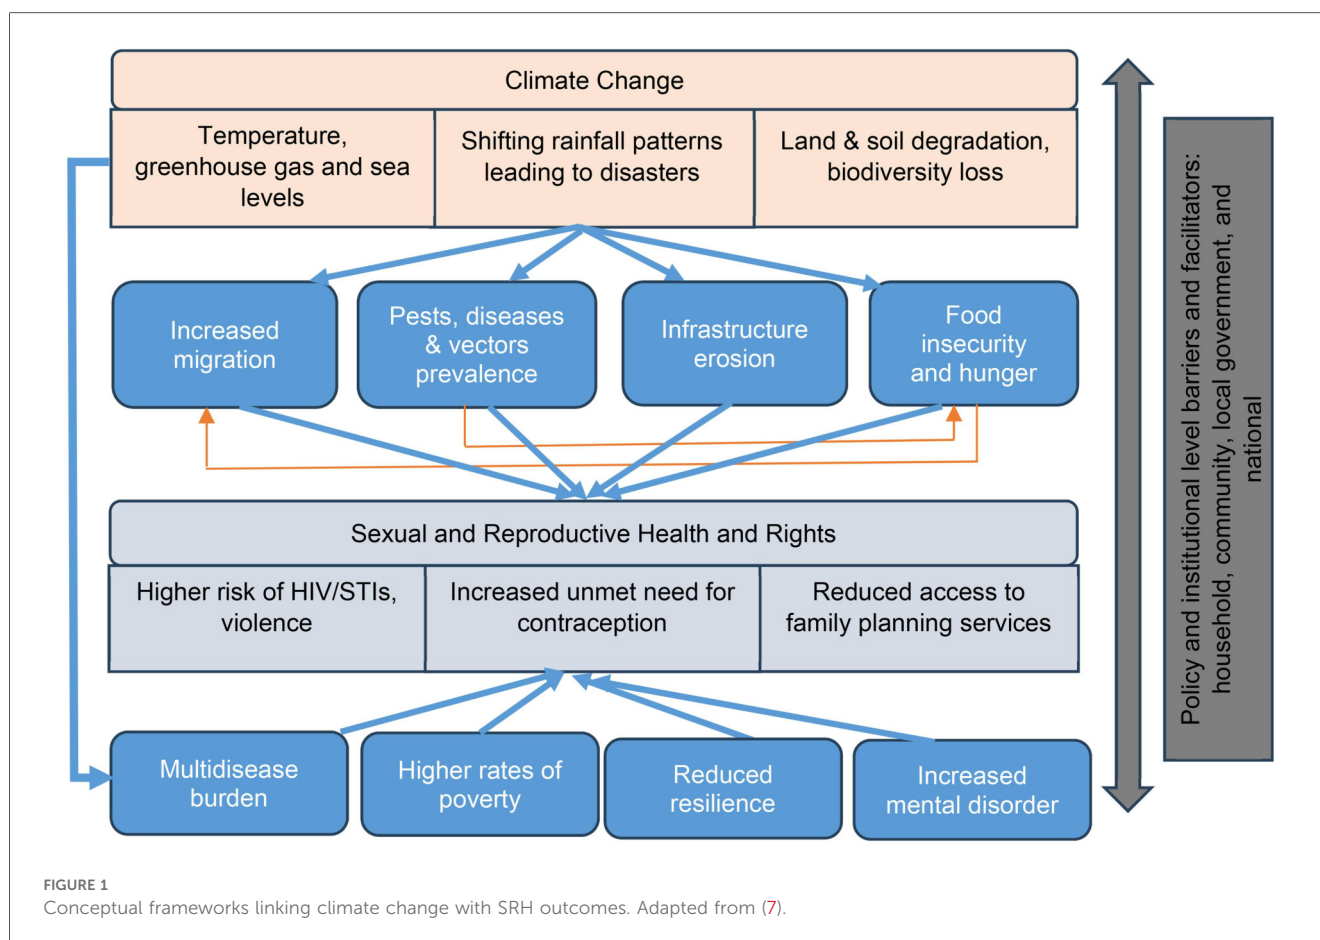 Climate Change
Temperature,
greenhouse gas and sea
levels
Shifting rainfall patterns
leading to disasters
Land & soil degradation,
biodiversity loss
Increased
migration
Pests, diseases
& vectors
prevalence
Infrastructure
erosion
Food
insecurity
and hunger
Sexual and Reproductive Health and Rights
Higher risk of HIV/STIs,
violence
Increased unmet need for
contraception
Reduced access to
family planning services
Multidisease
burden
Higher rates of
poverty
Reduced
resilience
Increased
mental disorder
Policy and institutional level barriers and facilitators:
household, community, local government, and
national
FIGURE 1
Conceptual frameworks linking climate change with SRH outcomes. Adapted from (7).